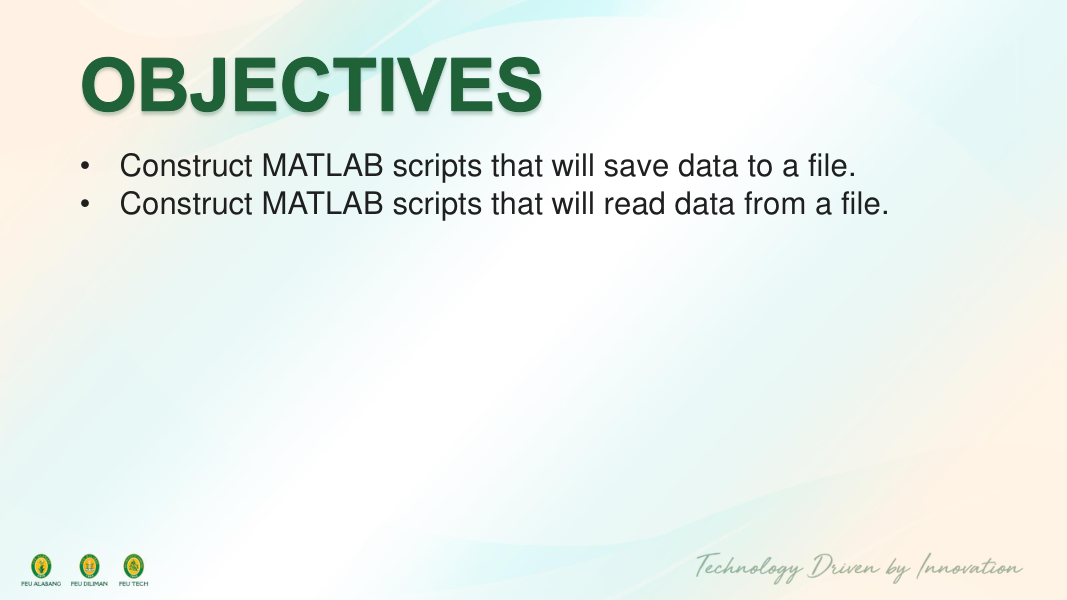 OBJECTIVES
• Construct MATLAB scripts that will save data to a file.
• Construct MATLAB scripts that will read data from a file.
FEU ALABANG FEU DILIMAN FEU TECH
Technology Driven by Innovation